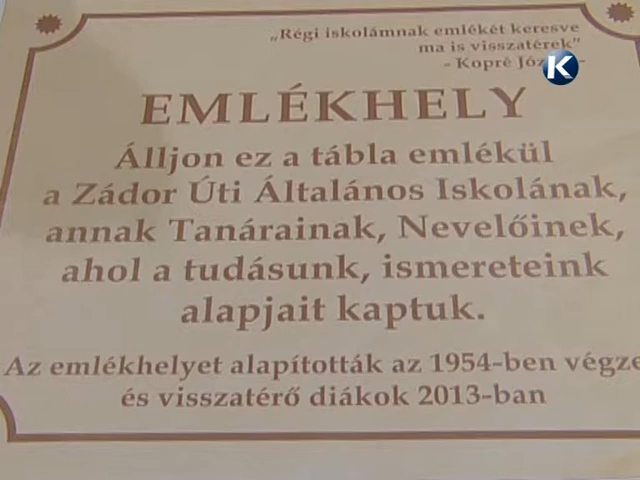 „Régi iskolámnak emlékét keresve
ma is visszatérek”
- Kopré
K
EMLÉKHELY
Álljon ez a tábla emlékül
a Zádor Úti Általános Iskolának,
annak Tanárainak, Nevelőinek,
ahol a tudásunk, ismereteink
alapjait kaptuk.
Az emlékhelyet alapították az 1954-ben
és visszatérő diákok 2013-ban